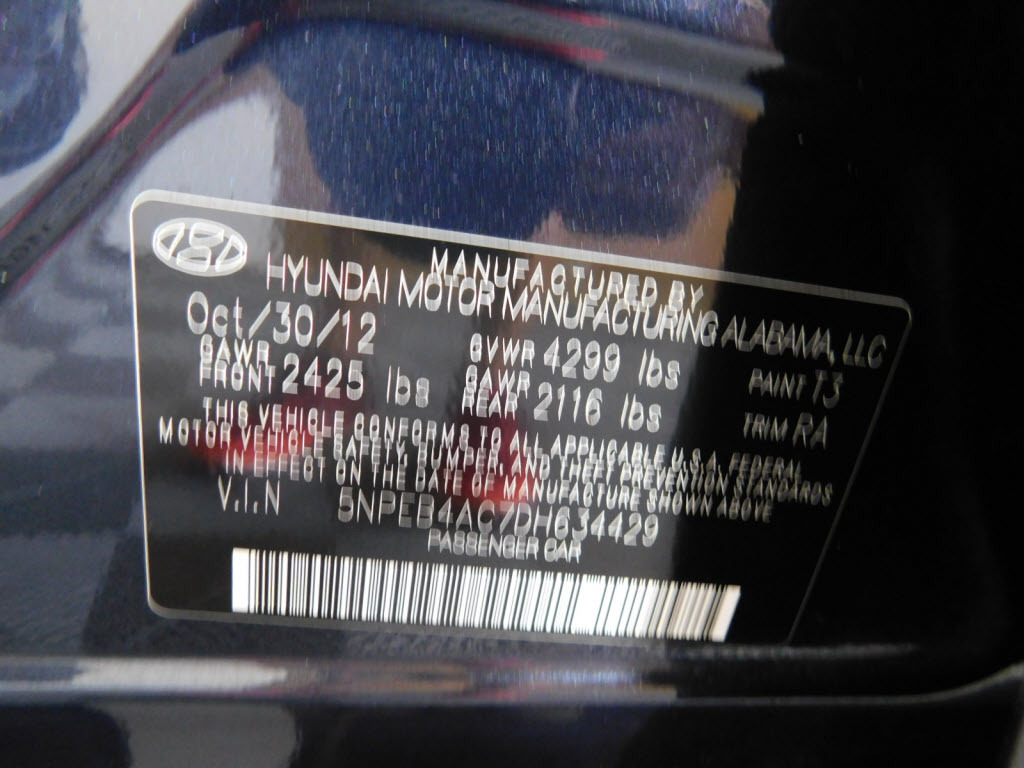 MANUFACTURED BY
HYUNDAI MOTOR MANUFACTURING ALABAMA, LLC
Oct/30/12 GVWR 4299 lbs PAINT T3
GAWR FRONT 2425 lbs GAWR REAR 2116 lbs TRIM RA
THIS VEHICLE CONFORMS TO ALL APPLICABLE U.S.A. FEDERAL
MOTOR VEHICLE SAFETY, BUMPER, AND THEFT PREVENTION STANDARDS
IN EFFECT ON THE DATE OF MANUFACTURE SHOWN ABOVE
V.I.N 5NPEB4AC7DH634429
PASSENGER CAR